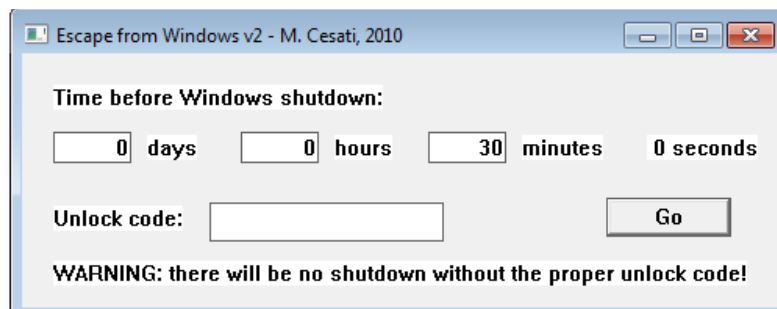 Escape from Windows v2 - M. Cesati, 2010
Time before Windows shutdown:
0 days 0 hours 30 minutes 0 seconds
Unlock code: Go
WARNING: there will be no shutdown without the proper unlock code!